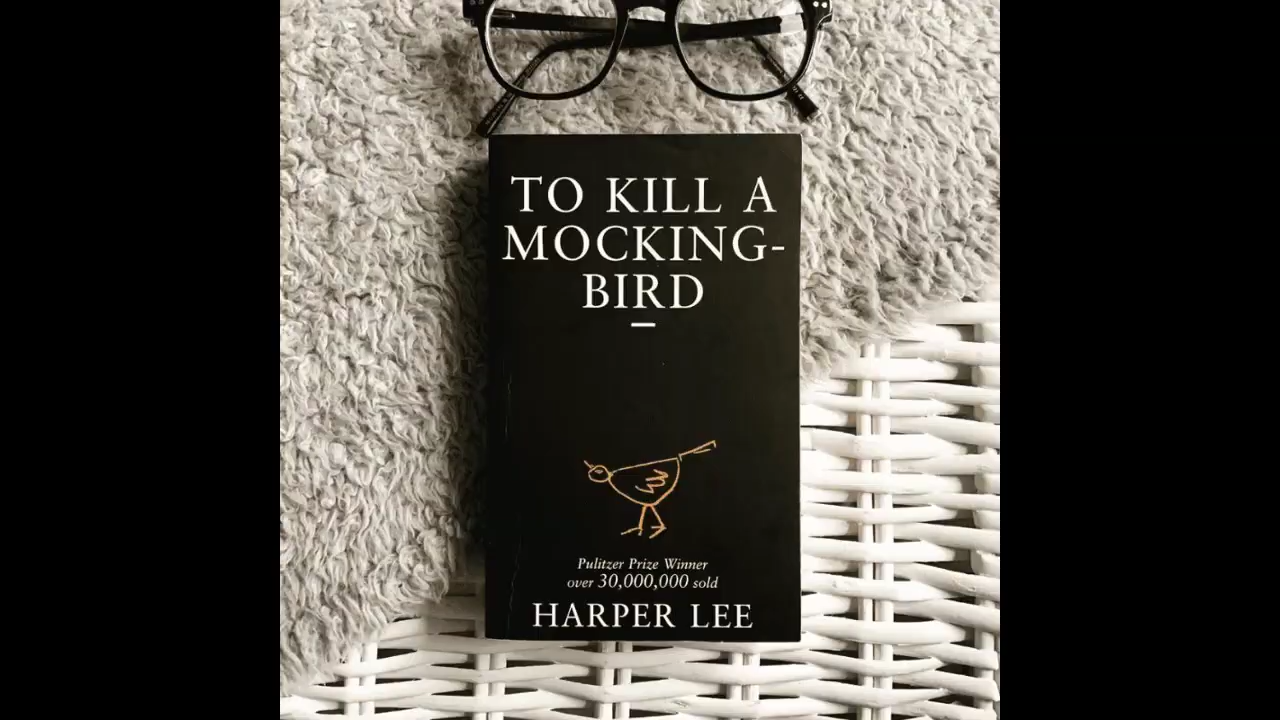 TO KILL A
MOCKING-
BIRD
Pulitzer Prize Winner
over 30,000,000 sold
HARPER LEE